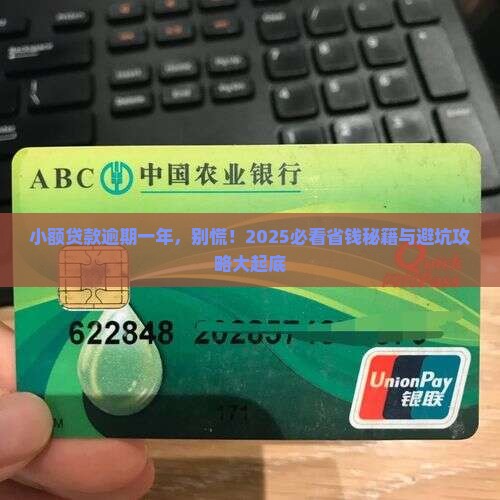 ABC 中国农业银行
小额贷款逾期一年，别慌！2025必看省钱秘籍与避坑攻
略大起底
622848
UnionPay
银联
171